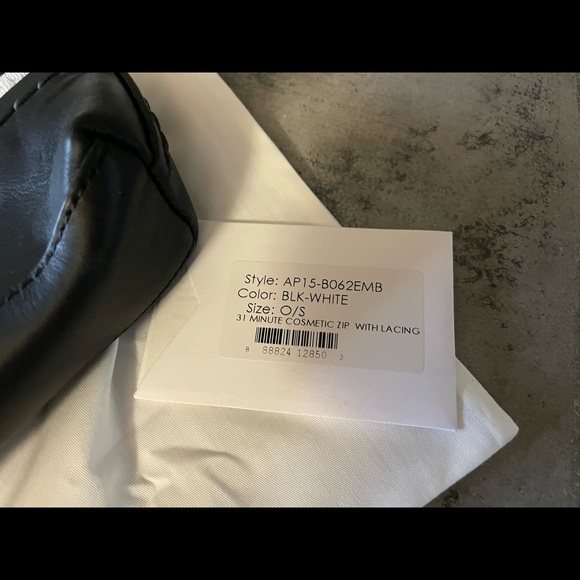 Style: AP15-B062EMB
Color: BLK-WHITE
Size: O/S
31 MINUTE COSMETIC ZIP WITH LACING
8 88824 12850 2